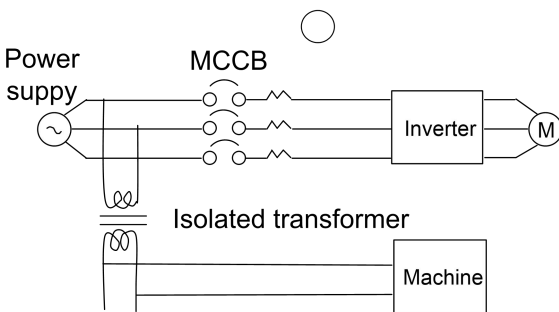 Power
suppy
MCCB
Inverter
M
Isolated transformer
Machine